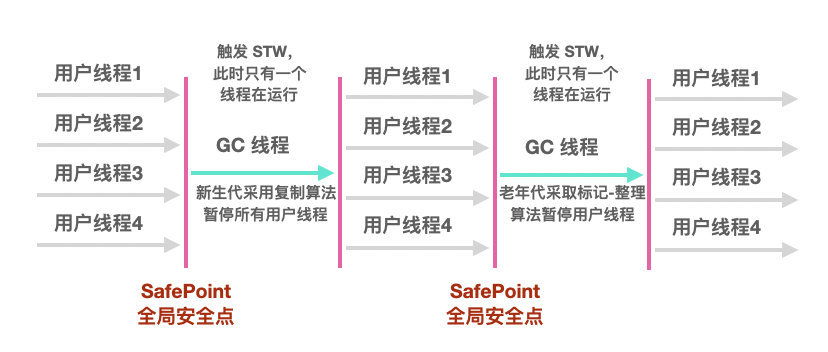 用户线程1
用户线程2
用户线程3
用户线程4
触发 STW,
此时只有一个
线程在运行
GC 线程
新生代采用复制算法
暂停所有用户线程
用户线程1
用户线程2
用户线程3
用户线程4
触发 STW,
此时只有一个
线程在运行
GC 线程
老年代采取标记-整理
算法暂停用户线程
用户线程1
用户线程2
用户线程3
用户线程4
SafePoint
全局安全点
SafePoint
全局安全点